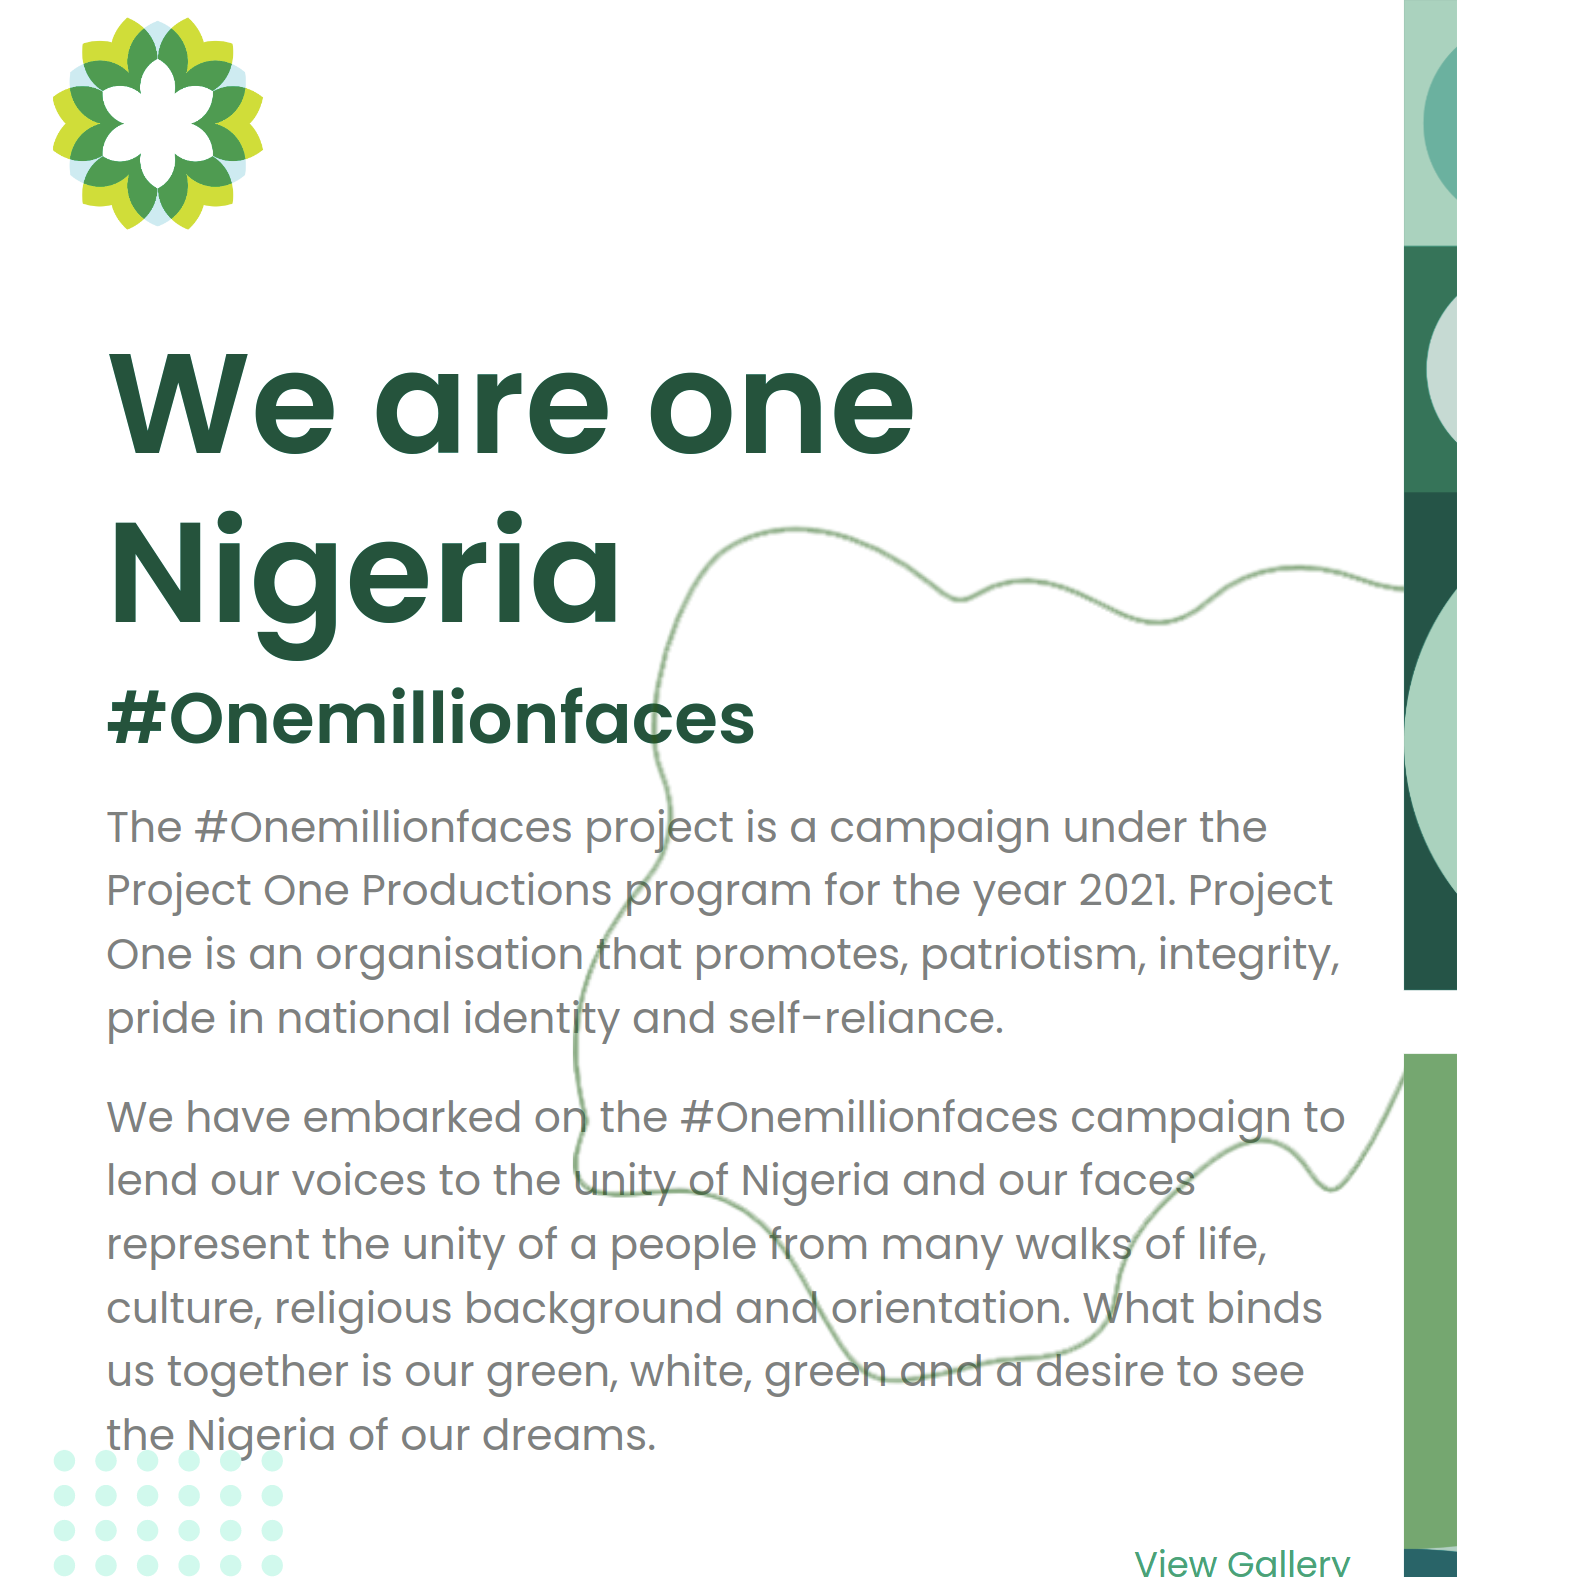 We are one
Nigeria
#Onemillionfaces
The #Onemillionfaces project is a campaign under the
Project One Productions program for the year 2021. Project
One is an organisation that promotes, patriotism, integrity,
pride in national identity and self-reliance.
We have embarked on the #Onemillionfaces campaign to
lend our voices to the unity of Nigeria and our faces
represent the unity of a people from many walks of life,
culture, religious background and orientation. What binds
us together is our green, white, green and a desire to see
the Nigeria of our dreams.
View Gallery